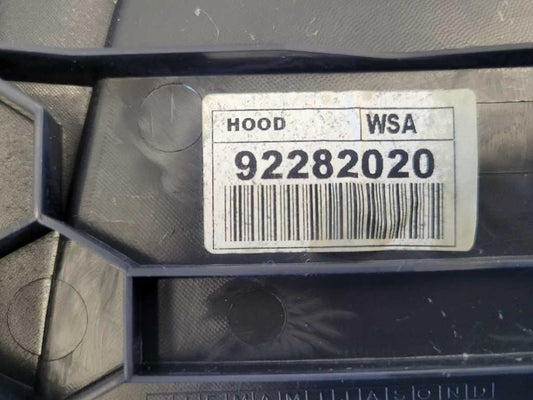 HOOD WSA
92282020
J F M A M J J A S O N D